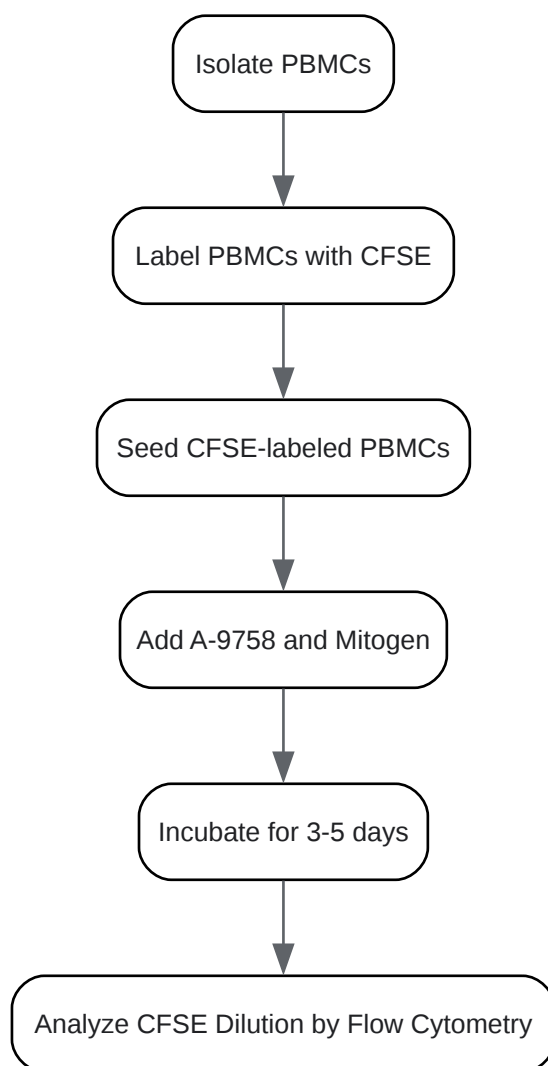 Isolate PBMCs
Label PBMCs with CFSE
Seed CFSE-labeled PBMCs
Add A-9758 and Mitogen
Incubate for 3-5 days
Analyze CFSE Dilution by Flow Cytometry